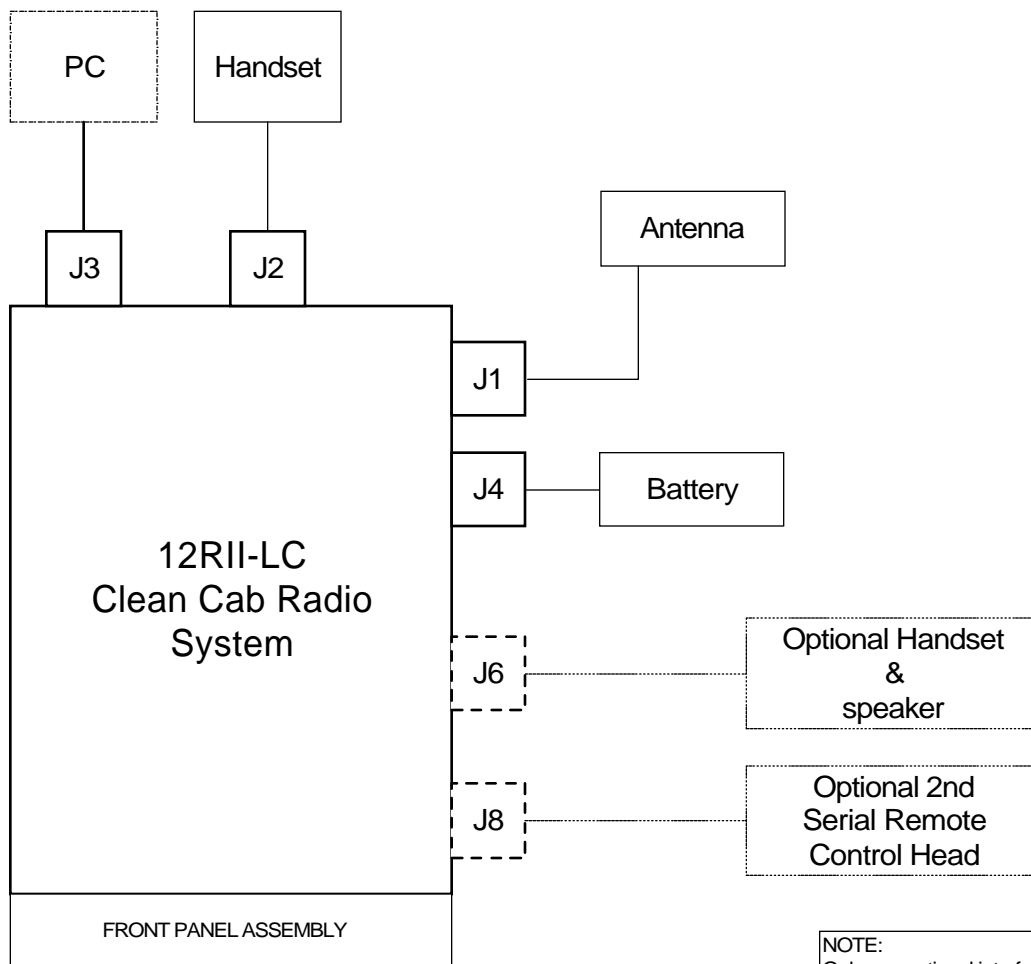 PC
Handset
Antenna
J3
J2
J1
J4
Battery
12RII-LC
Clean Cab Radio
System
J6
Optional Handset
&
speaker
J8
Optional 2nd
Serial Remote
Control Head
FRONT PANEL ASSEMBLY
NOTE: